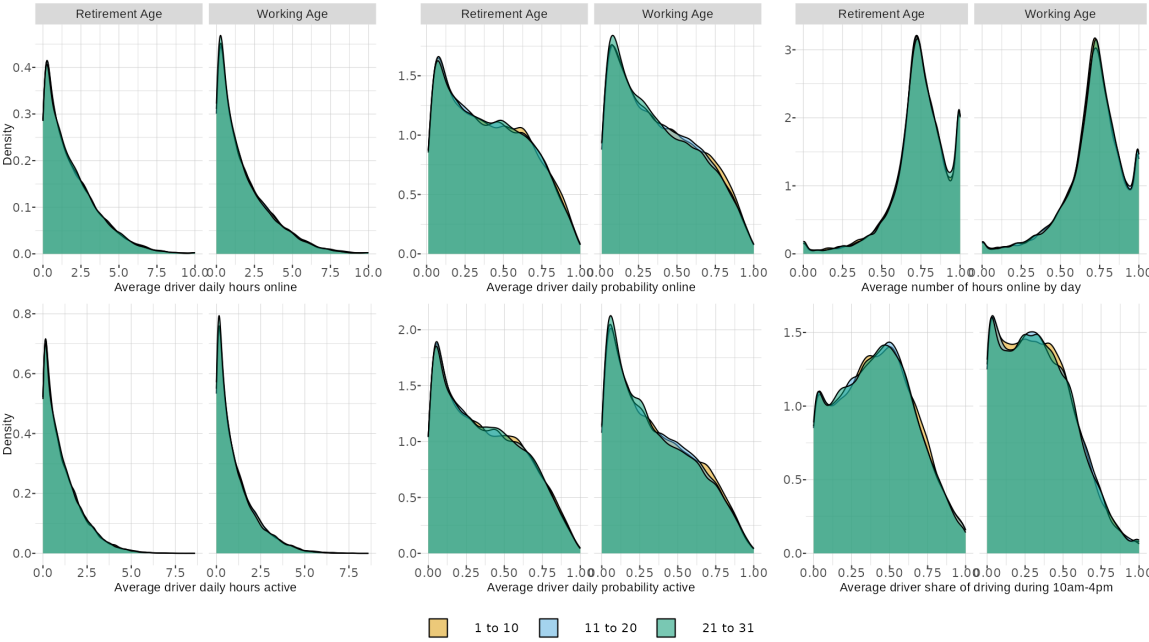 Retirement Age Working Age Retirement Age Working Age Retirement Age Working Age
Density
0.4
0.3
0.2
0.1
0.0
0.0 2.5 5.0 7.5 10.0 0.0 2.5 5.0 7.5 10.0
Average driver daily hours online
1.5
1.0
0.5
0.0
0.00 0.25 0.50 0.75 1.00 0.00 0.25 0.50 0.75 1.00
Average driver daily probability online
3
2
1
0
0.00 0.25 0.50 0.75 1.00 0.00 0.25 0.50 0.75 1.00
Average number of hours online by day
Density
0.8
0.6
0.4
0.2
0.0
0.0 2.5 5.0 7.5 0.0 2.5 5.0 7.5
Average driver daily hours active
2.0
1.5
1.0
0.5
0.0
0.00 0.25 0.50 0.75 1.00 0.00 0.25 0.50 0.75 1.00
Average driver daily probability active
1.5
1.0
0.5
0.0
0.00 0.25 0.50 0.75 1.00 0.00 0.25 0.50 0.75 1.00
Average driver share of driving during 10am-4pm
1 to 10 11 to 20 21 to 31